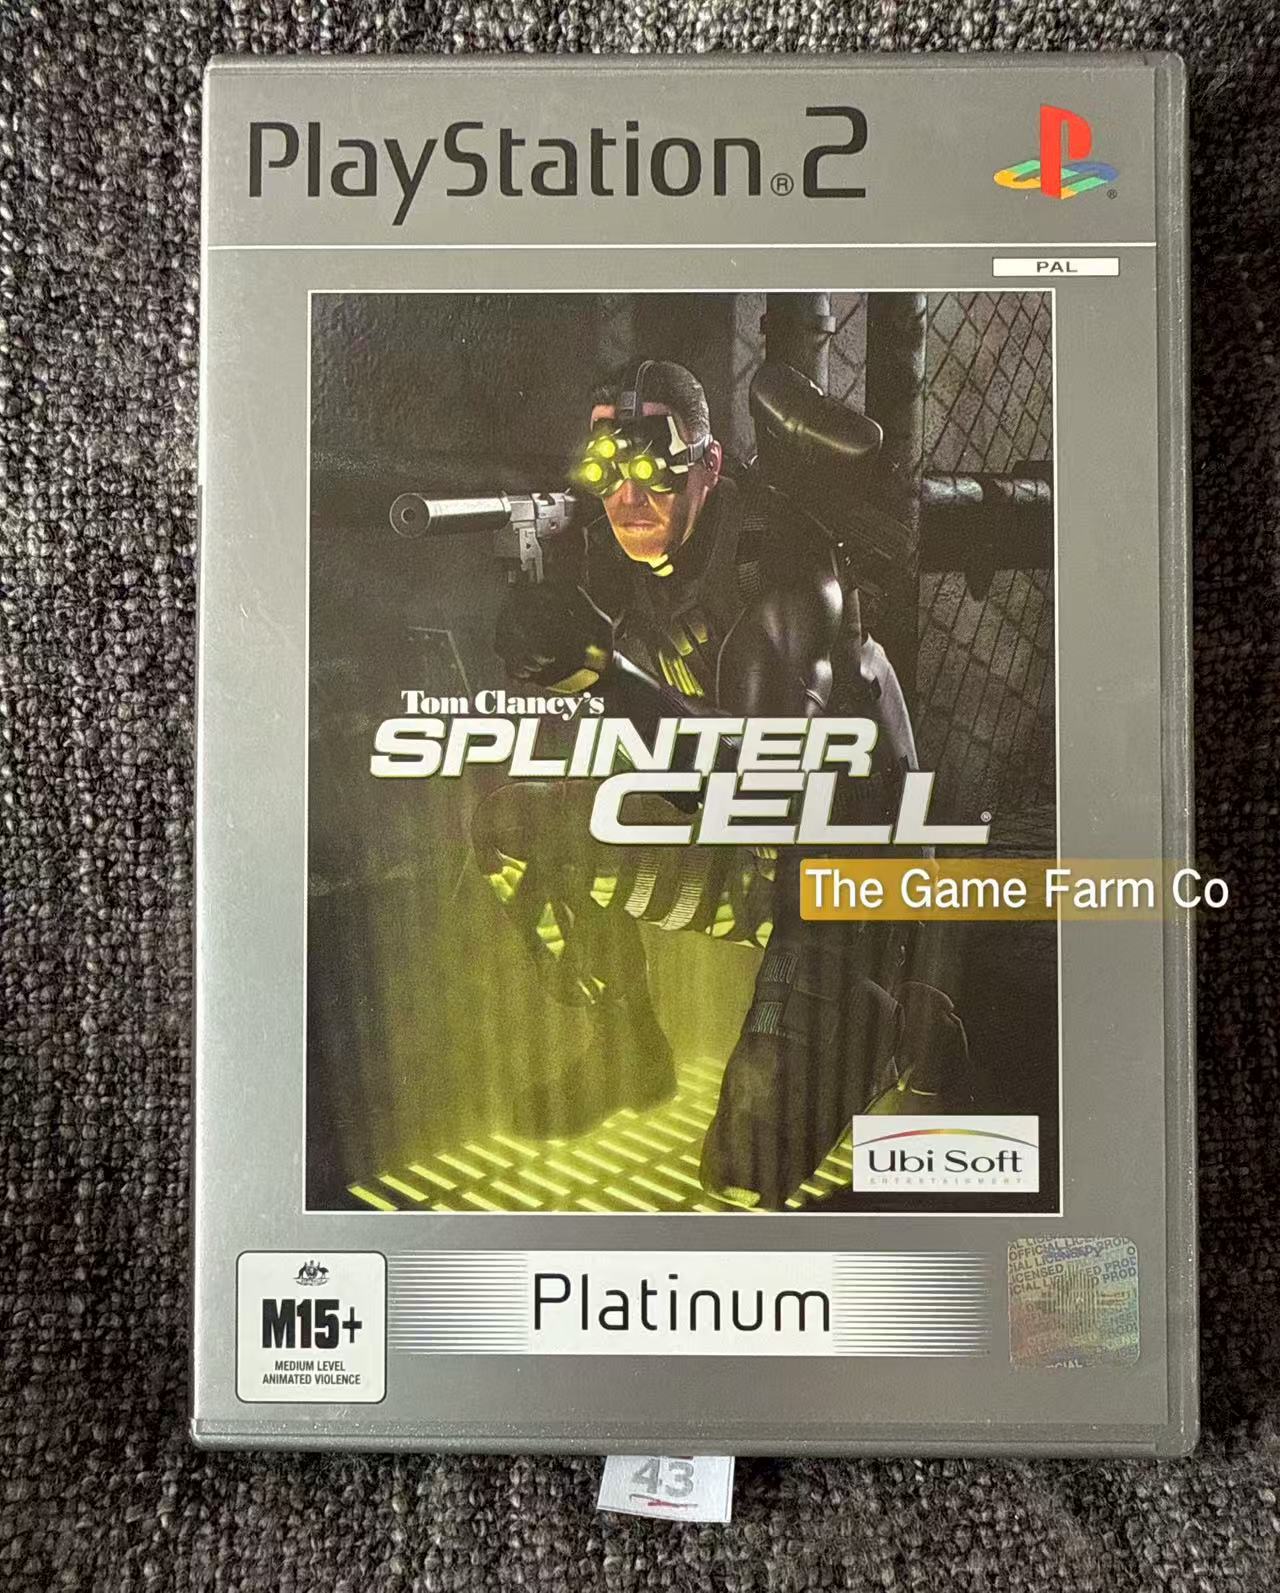 PlayStation®2
PAL
Tom Clancy's
SPLINTER
CELL®
The Game Farm Co
Ubi Soft
ENTERTAINMENT
M15+
MEDIUM LEVEL
ANIMATED VIOLENCE
Platinum
43